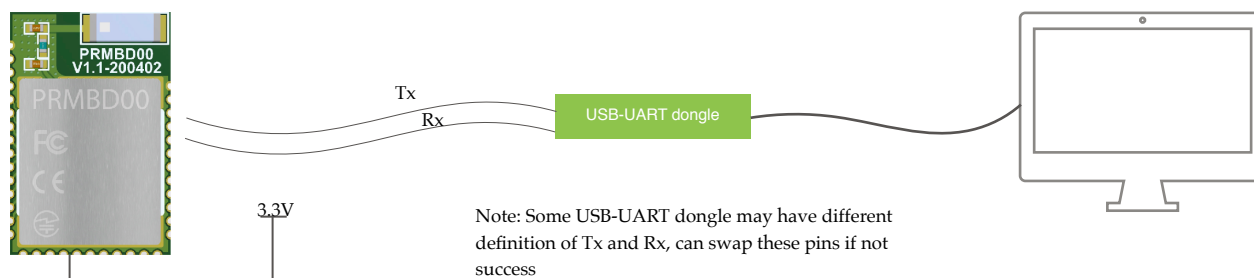 PRMBD00
V1.1-200402
PRMBD00
FC
CE
Tx
Rx
USB-UART dongle
3.3V
Note: Some USB-UART dongle may have different
definition of Tx and Rx, can swap these pins if not
success